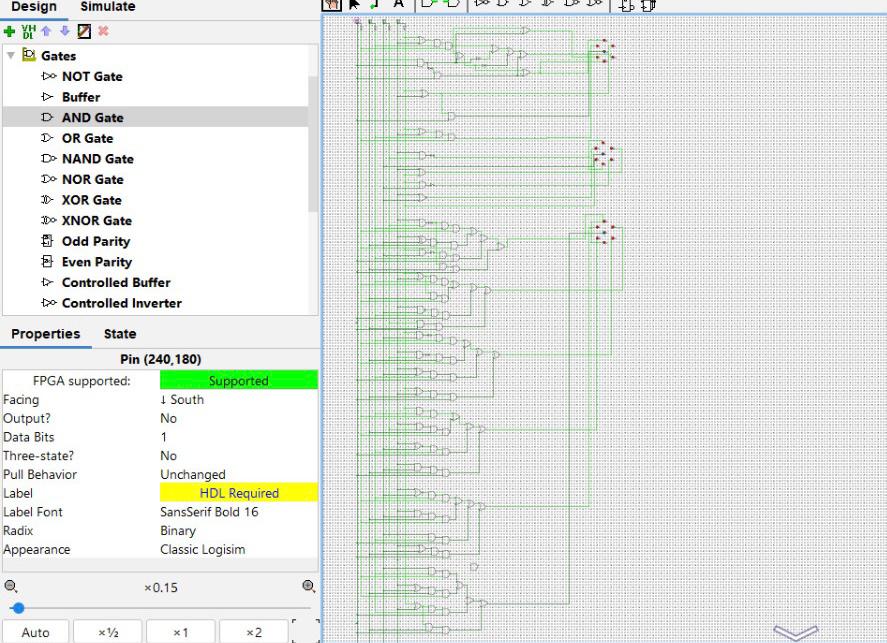 Design Simulate
A
VH
DL
Gates
NOT Gate
Buffer
AND Gate
OR Gate
NAND Gate
NOR Gate
XOR Gate
XNOR Gate
Odd Parity
Even Parity
Controlled Buffer
Controlled Inverter
Properties State
Pin (240,180)
FPGA supported: Supported
Facing ↓ South
Output? No
Data Bits 1
Three-state? No
Pull Behavior Unchanged
Label HDL Required
Label Font SansSerif Bold 16
Radix Binary
Appearance Classic Logisim
×0.15
Auto ×½ ×1 ×2